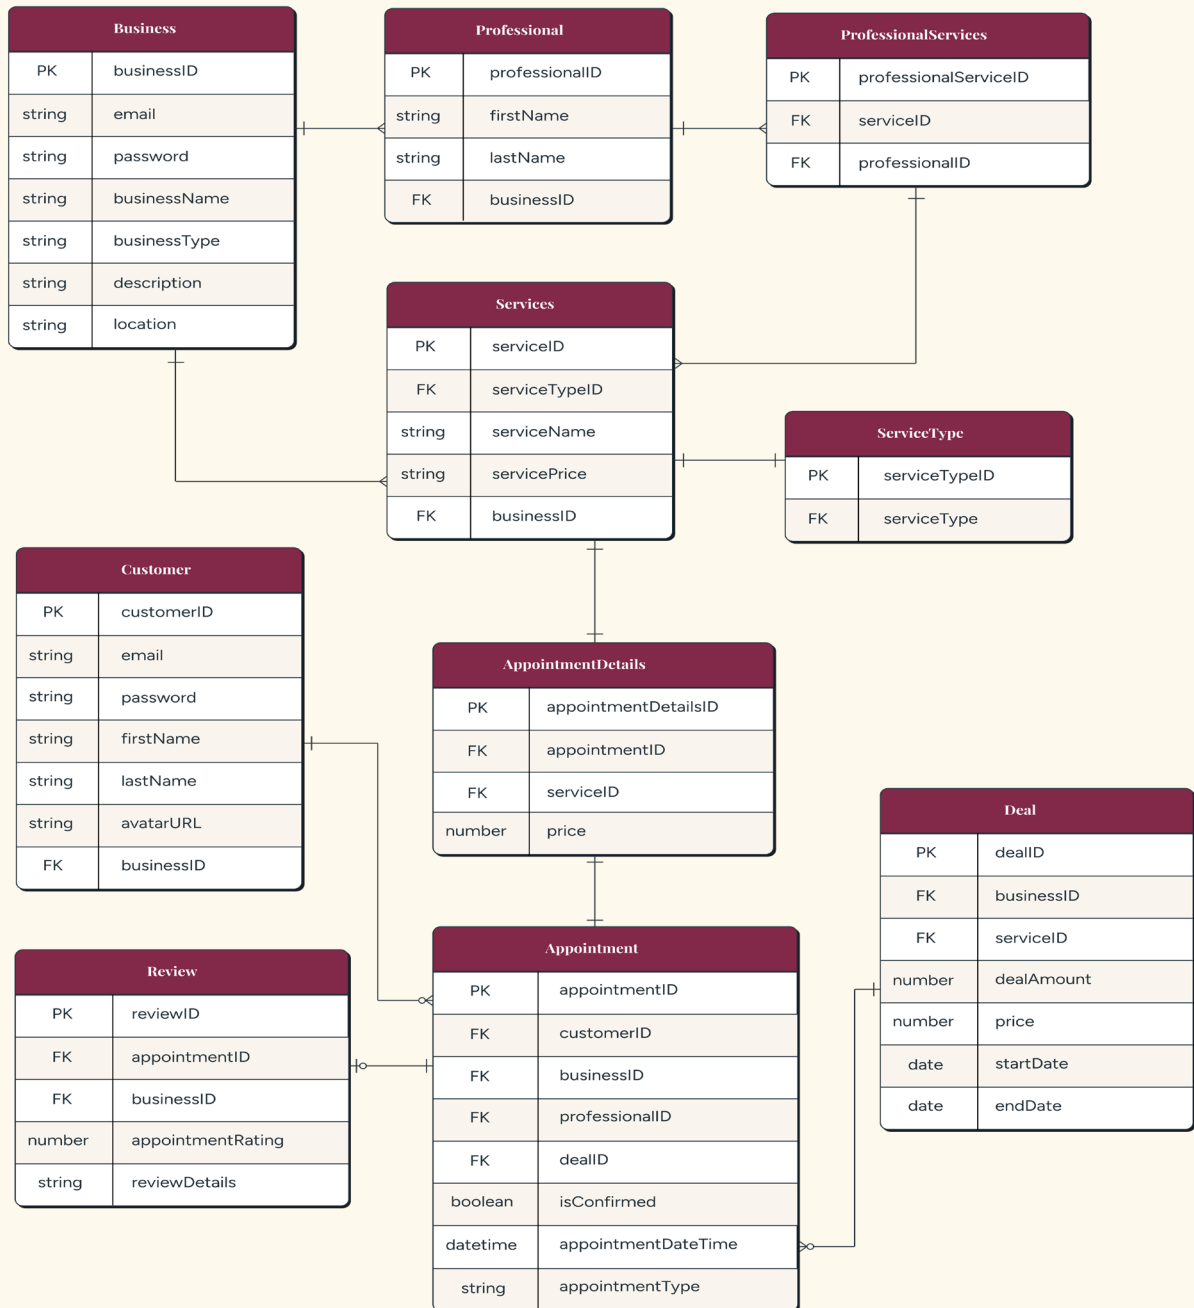 Business
PK businessID
string email
string password
string businessName
string businessType
string description
string location
Professional
PK professionalID
string firstName
string lastName
FK businessID
ProfessionalServices
PK professionalServiceID
FK serviceID
FK professionalID
Services
PK serviceID
FK serviceTypeID
string serviceName
string servicePrice
FK businessID
ServiceType
PK serviceTypeID
FK serviceType
Customer
PK customerID
string email
string password
string firstName
string lastName
string avatarURL
FK businessID
AppointmentDetails
PK appointmentDetailsID
FK appointmentID
FK serviceID
number price
Deal
PK dealID
FK businessID
FK serviceID
number dealAmount
number price
date startDate
date endDate
Review
PK reviewID
FK appointmentID
FK businessID
number appointmentRating
string reviewDetails
Appointment
PK appointmentID
FK customerID
FK businessID
FK professionalID
FK dealID
boolean isConfirmed
datetime appointmentDateTime
string appointmentType